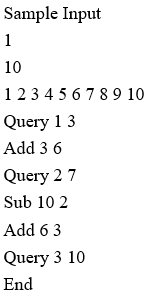 Sample Input
1
10
1 2 3 4 5 6 7 8 9 10
Query 1 3
Add 3 6
Query 2 7
Sub 10 2
Add 6 3
Query 3 10
End